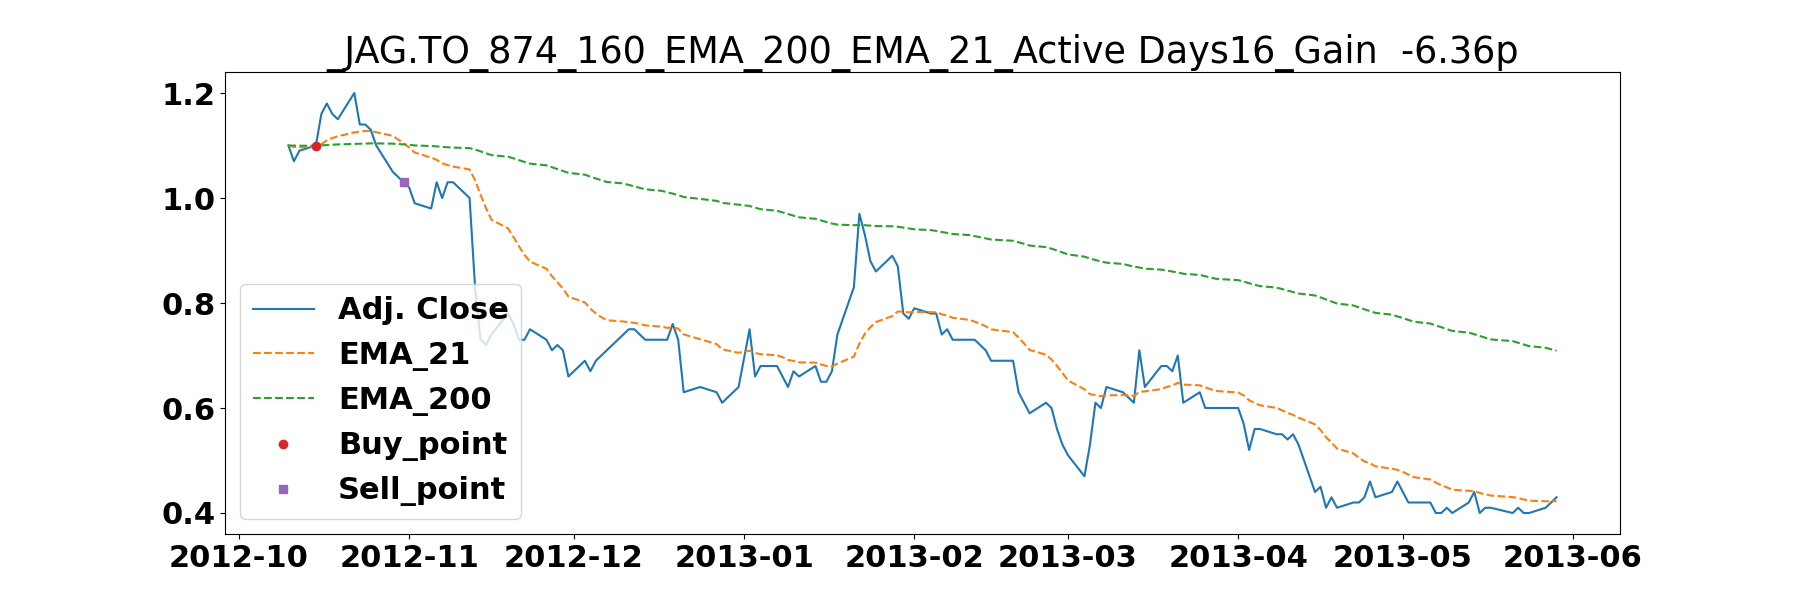 _JAG.TO_874_160_EMA_200_EMA_21_Active Days16_Gain  -6.36p
1.2
1.0
0.8
0.6
0.4
Adj. Close
EMA_21
EMA_200
Buy_point
Sell_point
2012-10 2012-11 2012-12 2013-01 2013-02 2013-03 2013-04 2013-05 2013-06